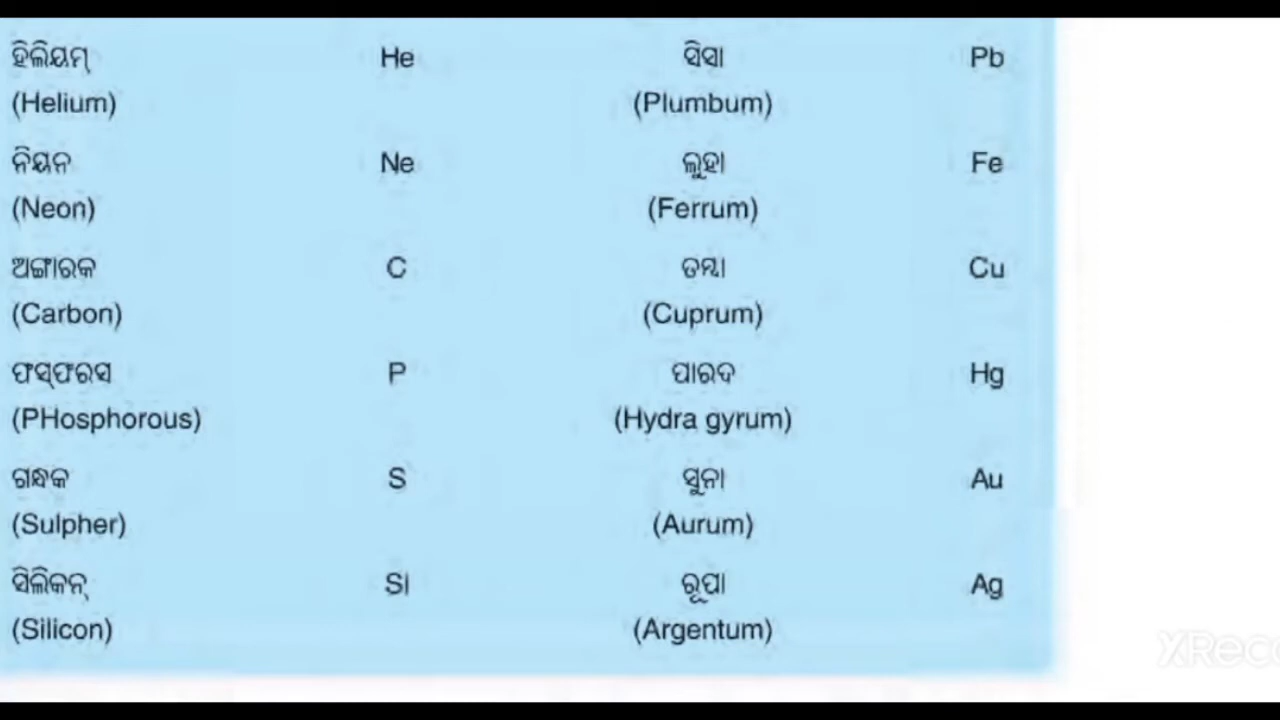 ହିଲିୟମ୍ He ସିସା Pb
(Helium) (Plumbum)
ନିୟନ Ne ଲୁହା Fe
(Neon) (Ferrum)
ଅଙ୍ଗାରକ C ତମ୍ବା Cu
(Carbon) (Cuprum)
ଫସ୍ଫରସ P ପାରଦ Hg
(PHosphorous) (Hydra gyrum)
ଗନ୍ଧକ S ସୁନା Au
(Sulpher) (Aurum)
ସିଲିକନ୍ SI ରୂପା Ag
(Silicon) (Argentum)